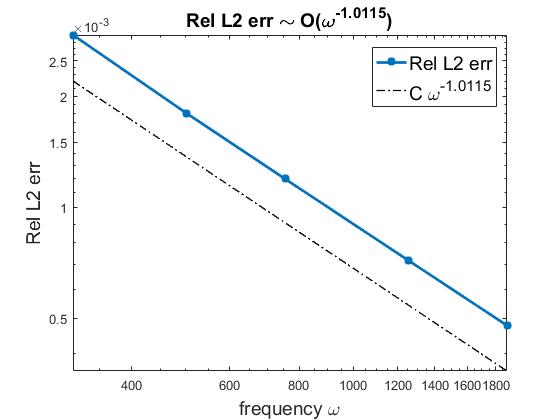 Rel L2 err ∼ O(ω^-1.0115)
×10^-3
2.5
2
1.5
1
0.5
Rel L2 err
Rel L2 err
C ω^-1.0115
400 600 800 1000 1200 1400 1600 1800
frequency ω